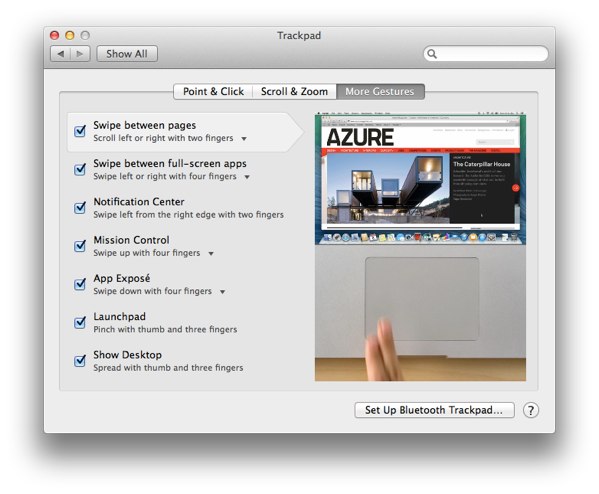 Trackpad
Show All
Point & Click
Scroll & Zoom
More Gestures
Swipe between pages
Scroll left or right with two fingers
Swipe between full-screen apps
Swipe left or right with four fingers
Notification Center
Swipe left from the right edge with two fingers
Mission Control
Swipe up with four fingers
App Exposé
Swipe down with four fingers
Launchpad
Pinch with thumb and three fingers
Show Desktop
Spread with thumb and three fingers
AZURE
The Caterpillar House
Set Up Bluetooth Trackpad...
?